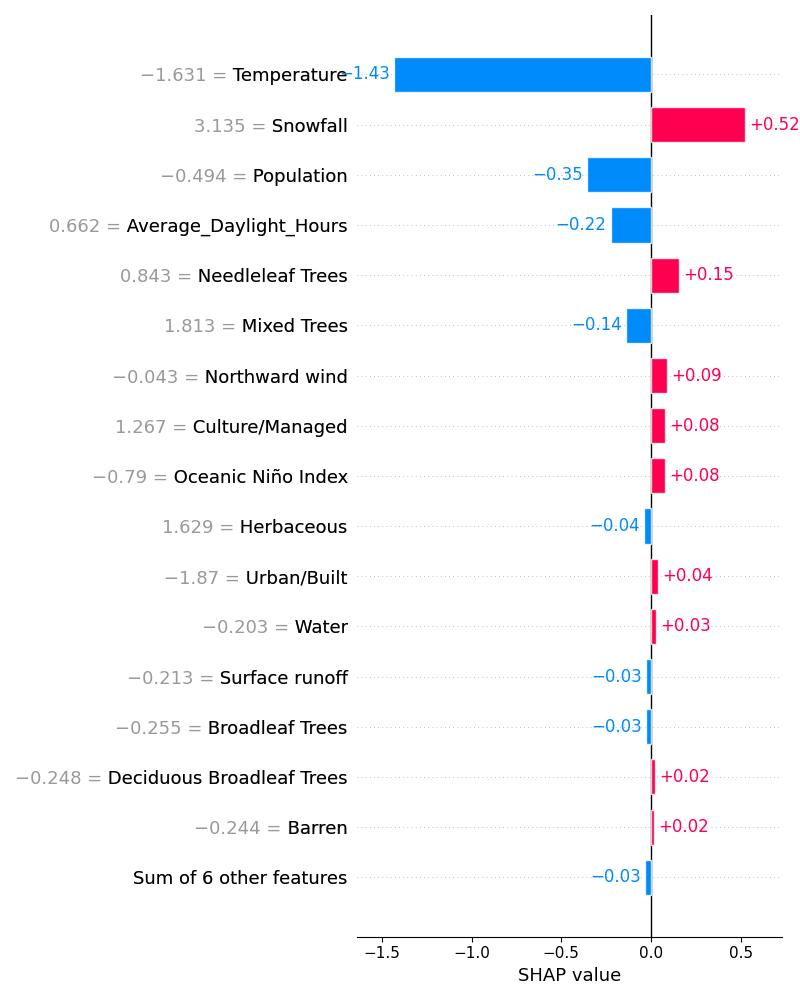 −1.631 = Temperature −1.43
3.135 = Snowfall +0.52
−0.494 = Population −0.35
0.662 = Average_Daylight_Hours −0.22
0.843 = Needleleaf Trees +0.15
1.813 = Mixed Trees −0.14
−0.043 = Northward wind +0.09
1.267 = Culture/Managed +0.08
−0.79 = Oceanic Niño Index +0.08
1.629 = Herbaceous −0.04
−1.87 = Urban/Built +0.04
−0.203 = Water +0.03
−0.213 = Surface runoff −0.03
−0.255 = Broadleaf Trees −0.03
−0.248 = Deciduous Broadleaf Trees +0.02
−0.244 = Barren +0.02
Sum of 6 other features −0.03
−1.5 −1.0 −0.5 0.0 0.5
SHAP value